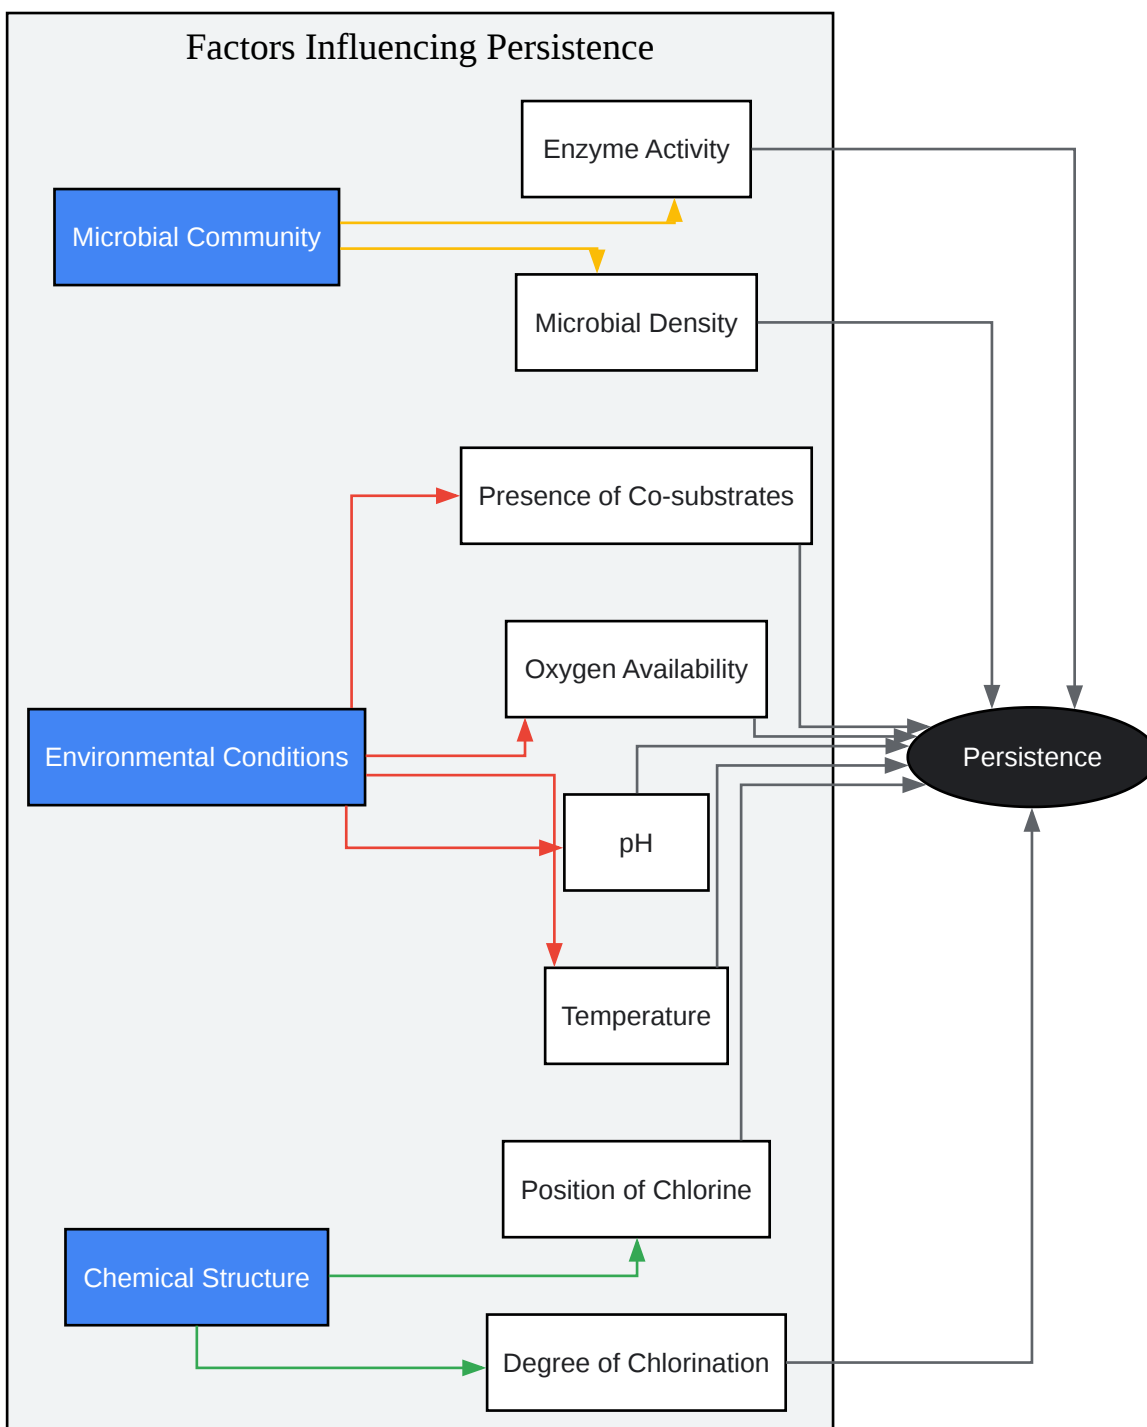 Factors Influencing Persistence
Enzyme Activity
Microbial Community
Microbial Density
Presence of Co-substrates
Oxygen Availability
Environmental Conditions
Persistence
pH
Temperature
Position of Chlorine
Chemical Structure
Degree of Chlorination